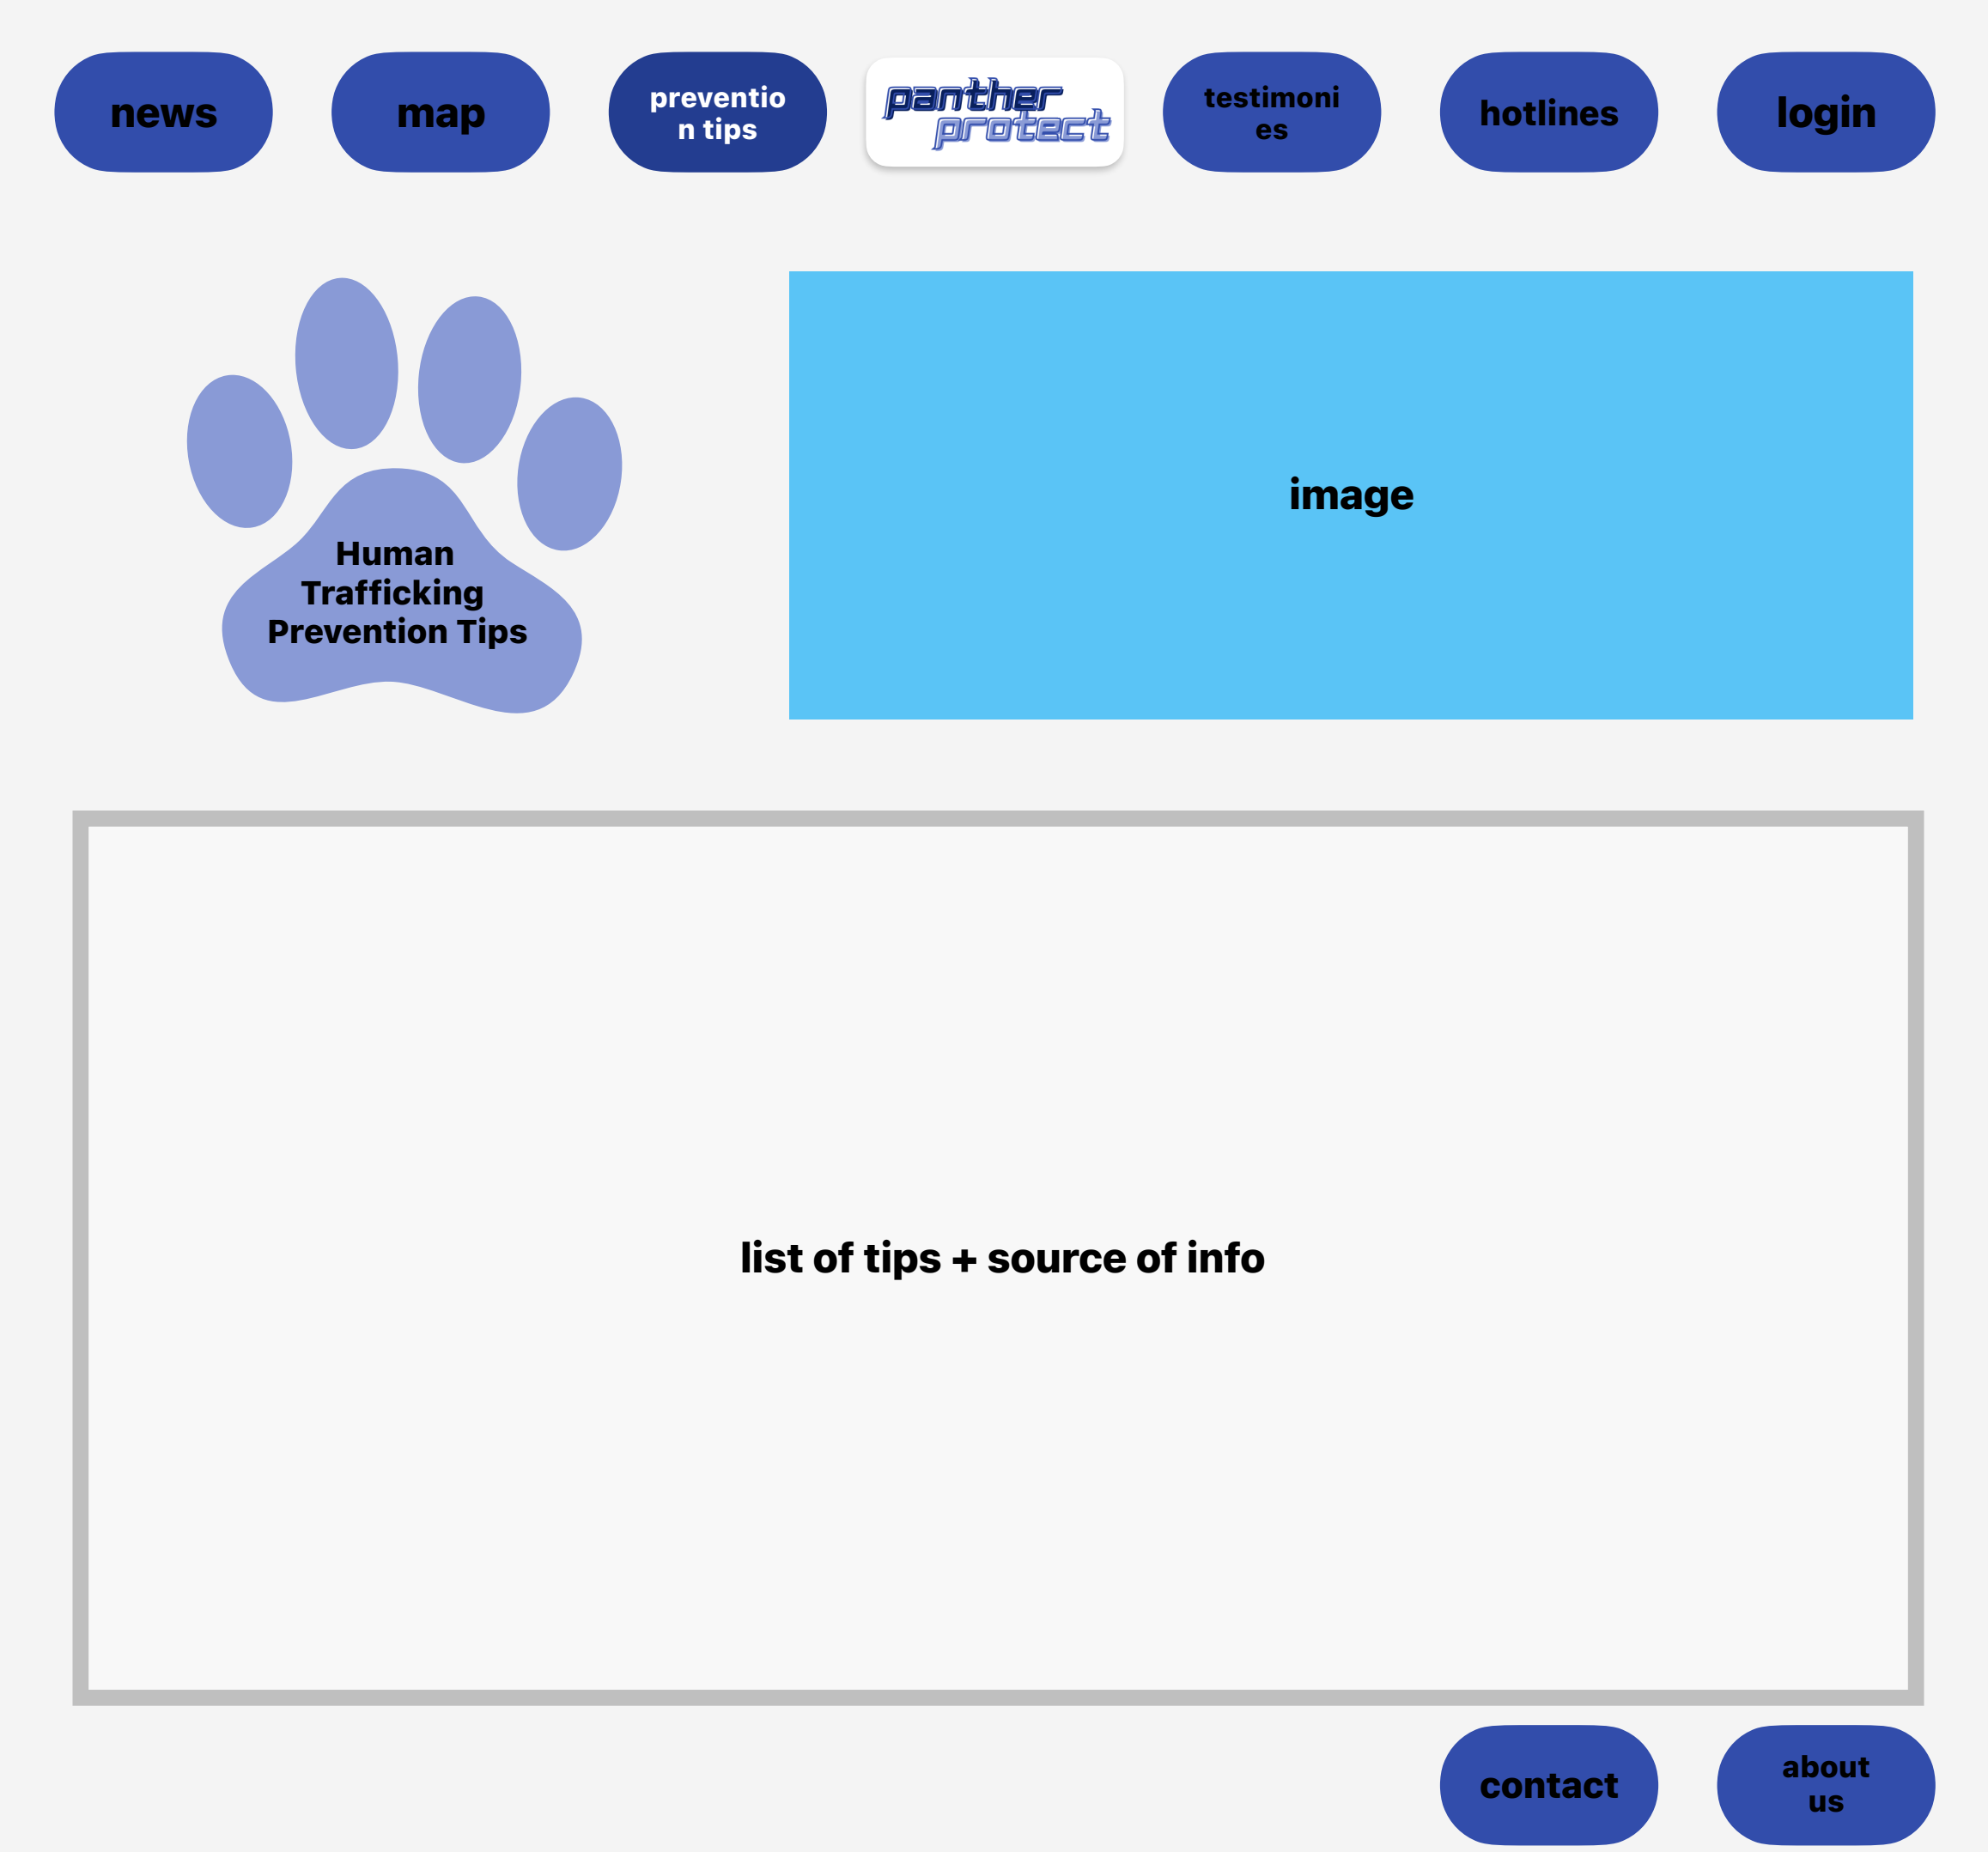 news
map
preventio
n tips
panther
protect
testimoni
es
hotlines
login
Human
Trafficking
Prevention Tips
image
list of tips + source of info
contact
about
us